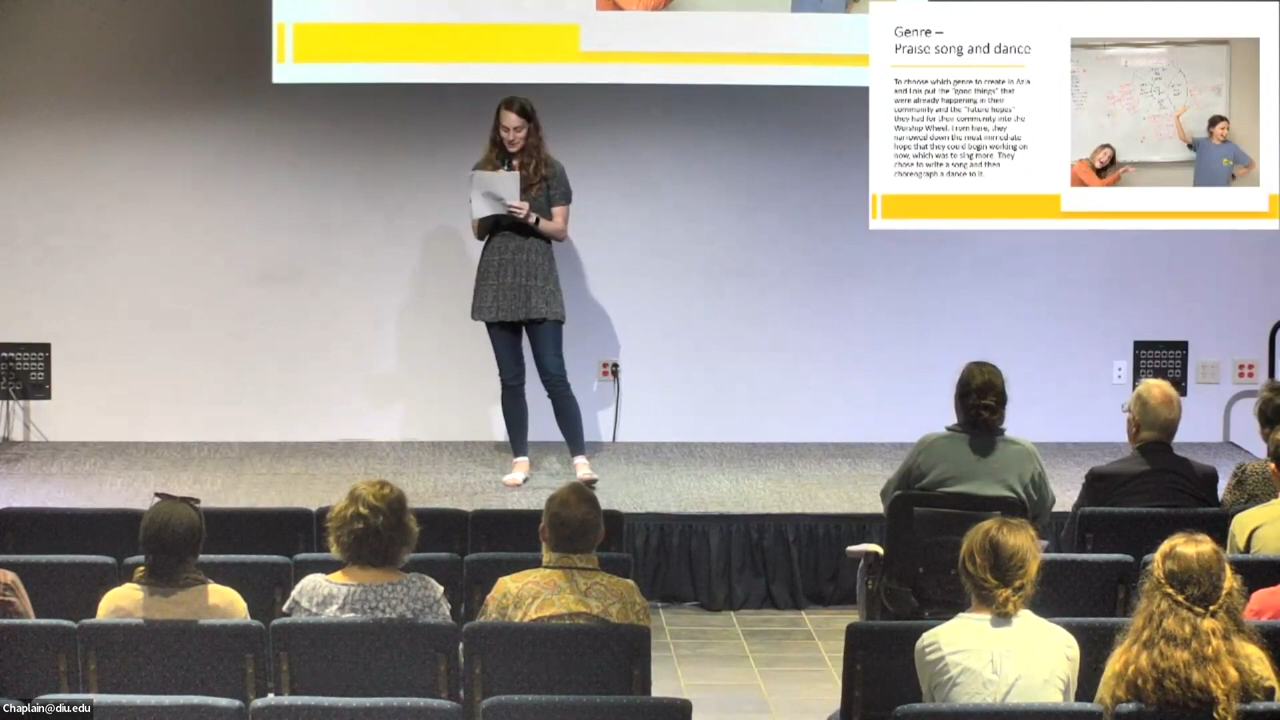 Genre –
Praise song and dance
To choose which genre to create in Azia
and Lois put the "good things" that
were already happening in their
community and the "future hopes"
they had for their community into the
Worship Wheel. From here, they
narrowed down the most immediate
hope that they could begin working on
now, which was to sing more. They
chose to write a song and then
choreograph a dance to it.
Chaplain@diu.edu